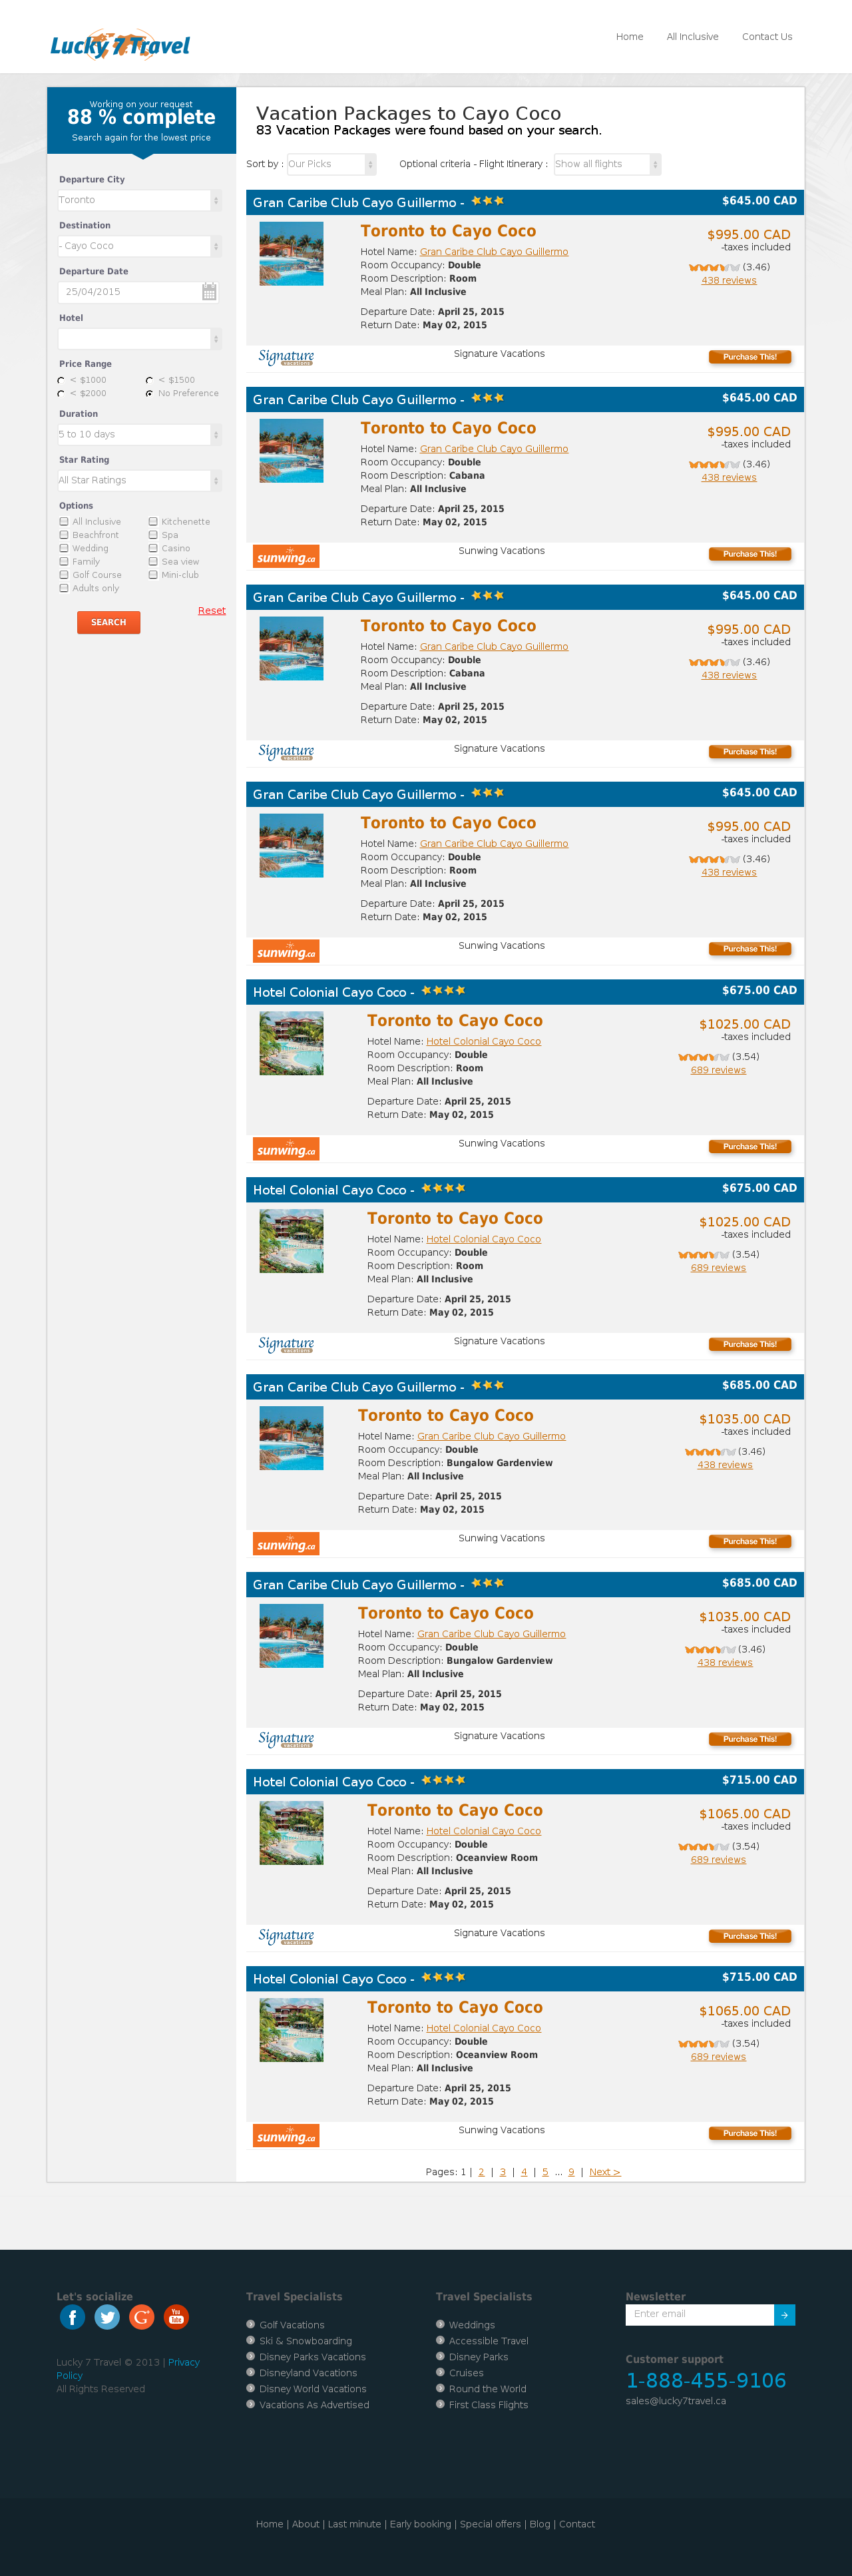 Lucky 7 Travel
Home All Inclusive Contact Us
Working on your request
88 % complete
Search again for the lowest price
Departure City
Toronto
Destination
- Cayo Coco
Departure Date
25/04/2015
Hotel
Price Range
< $1000 < $1500
< $2000 No Preference
Duration
5 to 10 days
Star Rating
All Star Ratings
Options
All Inclusive Kitchenette
Beachfront Spa
Wedding Casino
Family Sea view
Golf Course Mini-club
Adults only
Reset
SEARCH
Vacation Packages to Cayo Coco
83 Vacation Packages were found based on your search.
Sort by : Our Picks Optional criteria - Flight Itinerary : Show all flights
Gran Caribe Club Cayo Guillermo - $645.00 CAD
Toronto to Cayo Coco
$995.00 CAD
-taxes included
Hotel Name: Gran Caribe Club Cayo Guillermo
Room Occupancy: Double
(3.46)
Room Description: Room
438 reviews
Meal Plan: All Inclusive
Departure Date: April 25, 2015
Return Date: May 02, 2015
Signature vacations Signature Vacations Purchase This!
Gran Caribe Club Cayo Guillermo - $645.00 CAD
Toronto to Cayo Coco
$995.00 CAD
-taxes included
Hotel Name: Gran Caribe Club Cayo Guillermo
Room Occupancy: Double
(3.46)
Room Description: Cabana
438 reviews
Meal Plan: All Inclusive
Departure Date: April 25, 2015
Return Date: May 02, 2015
sunwing.ca Sunwing Vacations Purchase This!
Gran Caribe Club Cayo Guillermo - $645.00 CAD
Toronto to Cayo Coco
$995.00 CAD
-taxes included
Hotel Name: Gran Caribe Club Cayo Guillermo
Room Occupancy: Double
(3.46)
Room Description: Cabana
438 reviews
Meal Plan: All Inclusive
Departure Date: April 25, 2015
Return Date: May 02, 2015
Signature vacations Signature Vacations Purchase This!
Gran Caribe Club Cayo Guillermo - $645.00 CAD
Toronto to Cayo Coco
$995.00 CAD
-taxes included
Hotel Name: Gran Caribe Club Cayo Guillermo
Room Occupancy: Double
(3.46)
Room Description: Room
438 reviews
Meal Plan: All Inclusive
Departure Date: April 25, 2015
Return Date: May 02, 2015
sunwing.ca Sunwing Vacations Purchase This!
Hotel Colonial Cayo Coco - $675.00 CAD
Toronto to Cayo Coco
$1025.00 CAD
-taxes included
Hotel Name: Hotel Colonial Cayo Coco
Room Occupancy: Double
(3.54)
Room Description: Room
689 reviews
Meal Plan: All Inclusive
Departure Date: April 25, 2015
Return Date: May 02, 2015
sunwing.ca Sunwing Vacations Purchase This!
Hotel Colonial Cayo Coco - $675.00 CAD
Toronto to Cayo Coco
$1025.00 CAD
-taxes included
Hotel Name: Hotel Colonial Cayo Coco
Room Occupancy: Double
(3.54)
Room Description: Room
689 reviews
Meal Plan: All Inclusive
Departure Date: April 25, 2015
Return Date: May 02, 2015
Signature vacations Signature Vacations Purchase This!
Gran Caribe Club Cayo Guillermo - $685.00 CAD
Toronto to Cayo Coco
$1035.00 CAD
-taxes included
Hotel Name: Gran Caribe Club Cayo Guillermo
Room Occupancy: Double
(3.46)
Room Description: Bungalow Gardenview
438 reviews
Meal Plan: All Inclusive
Departure Date: April 25, 2015
Return Date: May 02, 2015
sunwing.ca Sunwing Vacations Purchase This!
Gran Caribe Club Cayo Guillermo - $685.00 CAD
Toronto to Cayo Coco
$1035.00 CAD
-taxes included
Hotel Name: Gran Caribe Club Cayo Guillermo
Room Occupancy: Double
(3.46)
Room Description: Bungalow Gardenview
438 reviews
Meal Plan: All Inclusive
Departure Date: April 25, 2015
Return Date: May 02, 2015
Signature vacations Signature Vacations Purchase This!
Hotel Colonial Cayo Coco - $715.00 CAD
Toronto to Cayo Coco
$1065.00 CAD
-taxes included
Hotel Name: Hotel Colonial Cayo Coco
Room Occupancy: Double
(3.54)
Room Description: Oceanview Room
689 reviews
Meal Plan: All Inclusive
Departure Date: April 25, 2015
Return Date: May 02, 2015
Signature vacations Signature Vacations Purchase This!
Hotel Colonial Cayo Coco - $715.00 CAD
Toronto to Cayo Coco
$1065.00 CAD
-taxes included
Hotel Name: Hotel Colonial Cayo Coco
Room Occupancy: Double
(3.54)
Room Description: Oceanview Room
689 reviews
Meal Plan: All Inclusive
Departure Date: April 25, 2015
Return Date: May 02, 2015
sunwing.ca Sunwing Vacations Purchase This!
Pages: 1 | 2 | 3 | 4 | 5 ... 9 | Next >
Let's socialize
You Tube
Lucky 7 Travel © 2013 | Privacy
Policy
All Rights Reserved
Travel Specialists
Golf Vacations
Ski & Snowboarding
Disney Parks Vacations
Disneyland Vacations
Disney World Vacations
Vacations As Advertised
Travel Specialists
Weddings
Accessible Travel
Disney Parks
Cruises
Round the World
First Class Flights
Newsletter
Enter email
Customer support
1-888-455-9106
sales@lucky7travel.ca
Home | About | Last minute | Early booking | Special offers | Blog | Contact